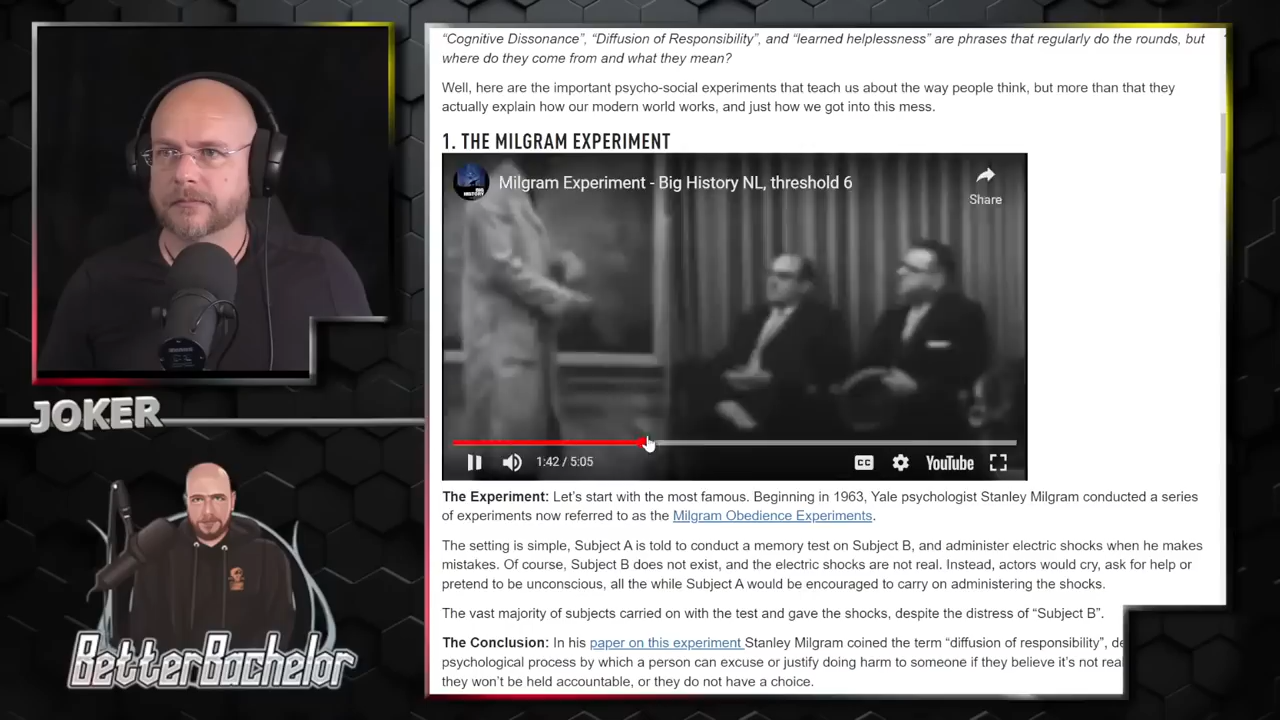 “Cognitive Dissonance”, “Diffusion of Responsibility”, and “learned helplessness” are phrases that regularly do the rounds, but
where do they come from and what they mean?
Well, here are the important psycho-social experiments that teach us about the way people think, but more than that they
actually explain how our modern world works, and just how we got into this mess.
1. THE MILGRAM EXPERIMENT
Milgram Experiment - Big History NL, threshold 6
Share
1:42 / 5:05
CC
YouTube
The Experiment: Let’s start with the most famous. Beginning in 1963, Yale psychologist Stanley Milgram conducted a series
of experiments now referred to as the Milgram Obedience Experiments.
The setting is simple, Subject A is told to conduct a memory test on Subject B, and administer electric shocks when he makes
mistakes. Of course, Subject B does not exist, and the electric shocks are not real. Instead, actors would cry, ask for help or
pretend to be unconscious, all the while Subject A would be encouraged to carry on administering the shocks.
The vast majority of subjects carried on with the test and gave the shocks, despite the distress of “Subject B”.
The Conclusion: In his paper on this experiment Stanley Milgram coined the term “diffusion of responsibility”, de
psychological process by which a person can excuse or justify doing harm to someone if they believe it’s not real
they won’t be held accountable, or they do not have a choice.
JOKER
BetterBachelor